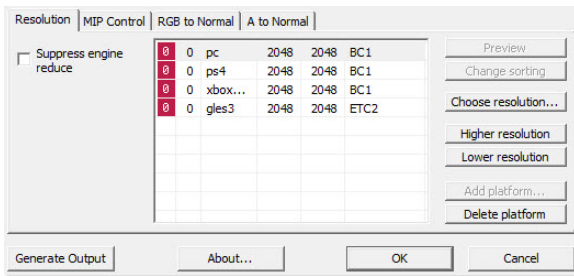 Resolution MIP Control RGB to Normal A to Normal
Suppress engine
reduce
0 0 pc 2048 2048 BC1
0 0 ps4 2048 2048 BC1
0 0 xbox... 2048 2048 BC1
0 0 gles3 2048 2048 ETC2
Preview
Change sorting
Choose resolution...
Higher resolution
Lower resolution
Add platform...
Delete platform
Generate Output About... OK Cancel